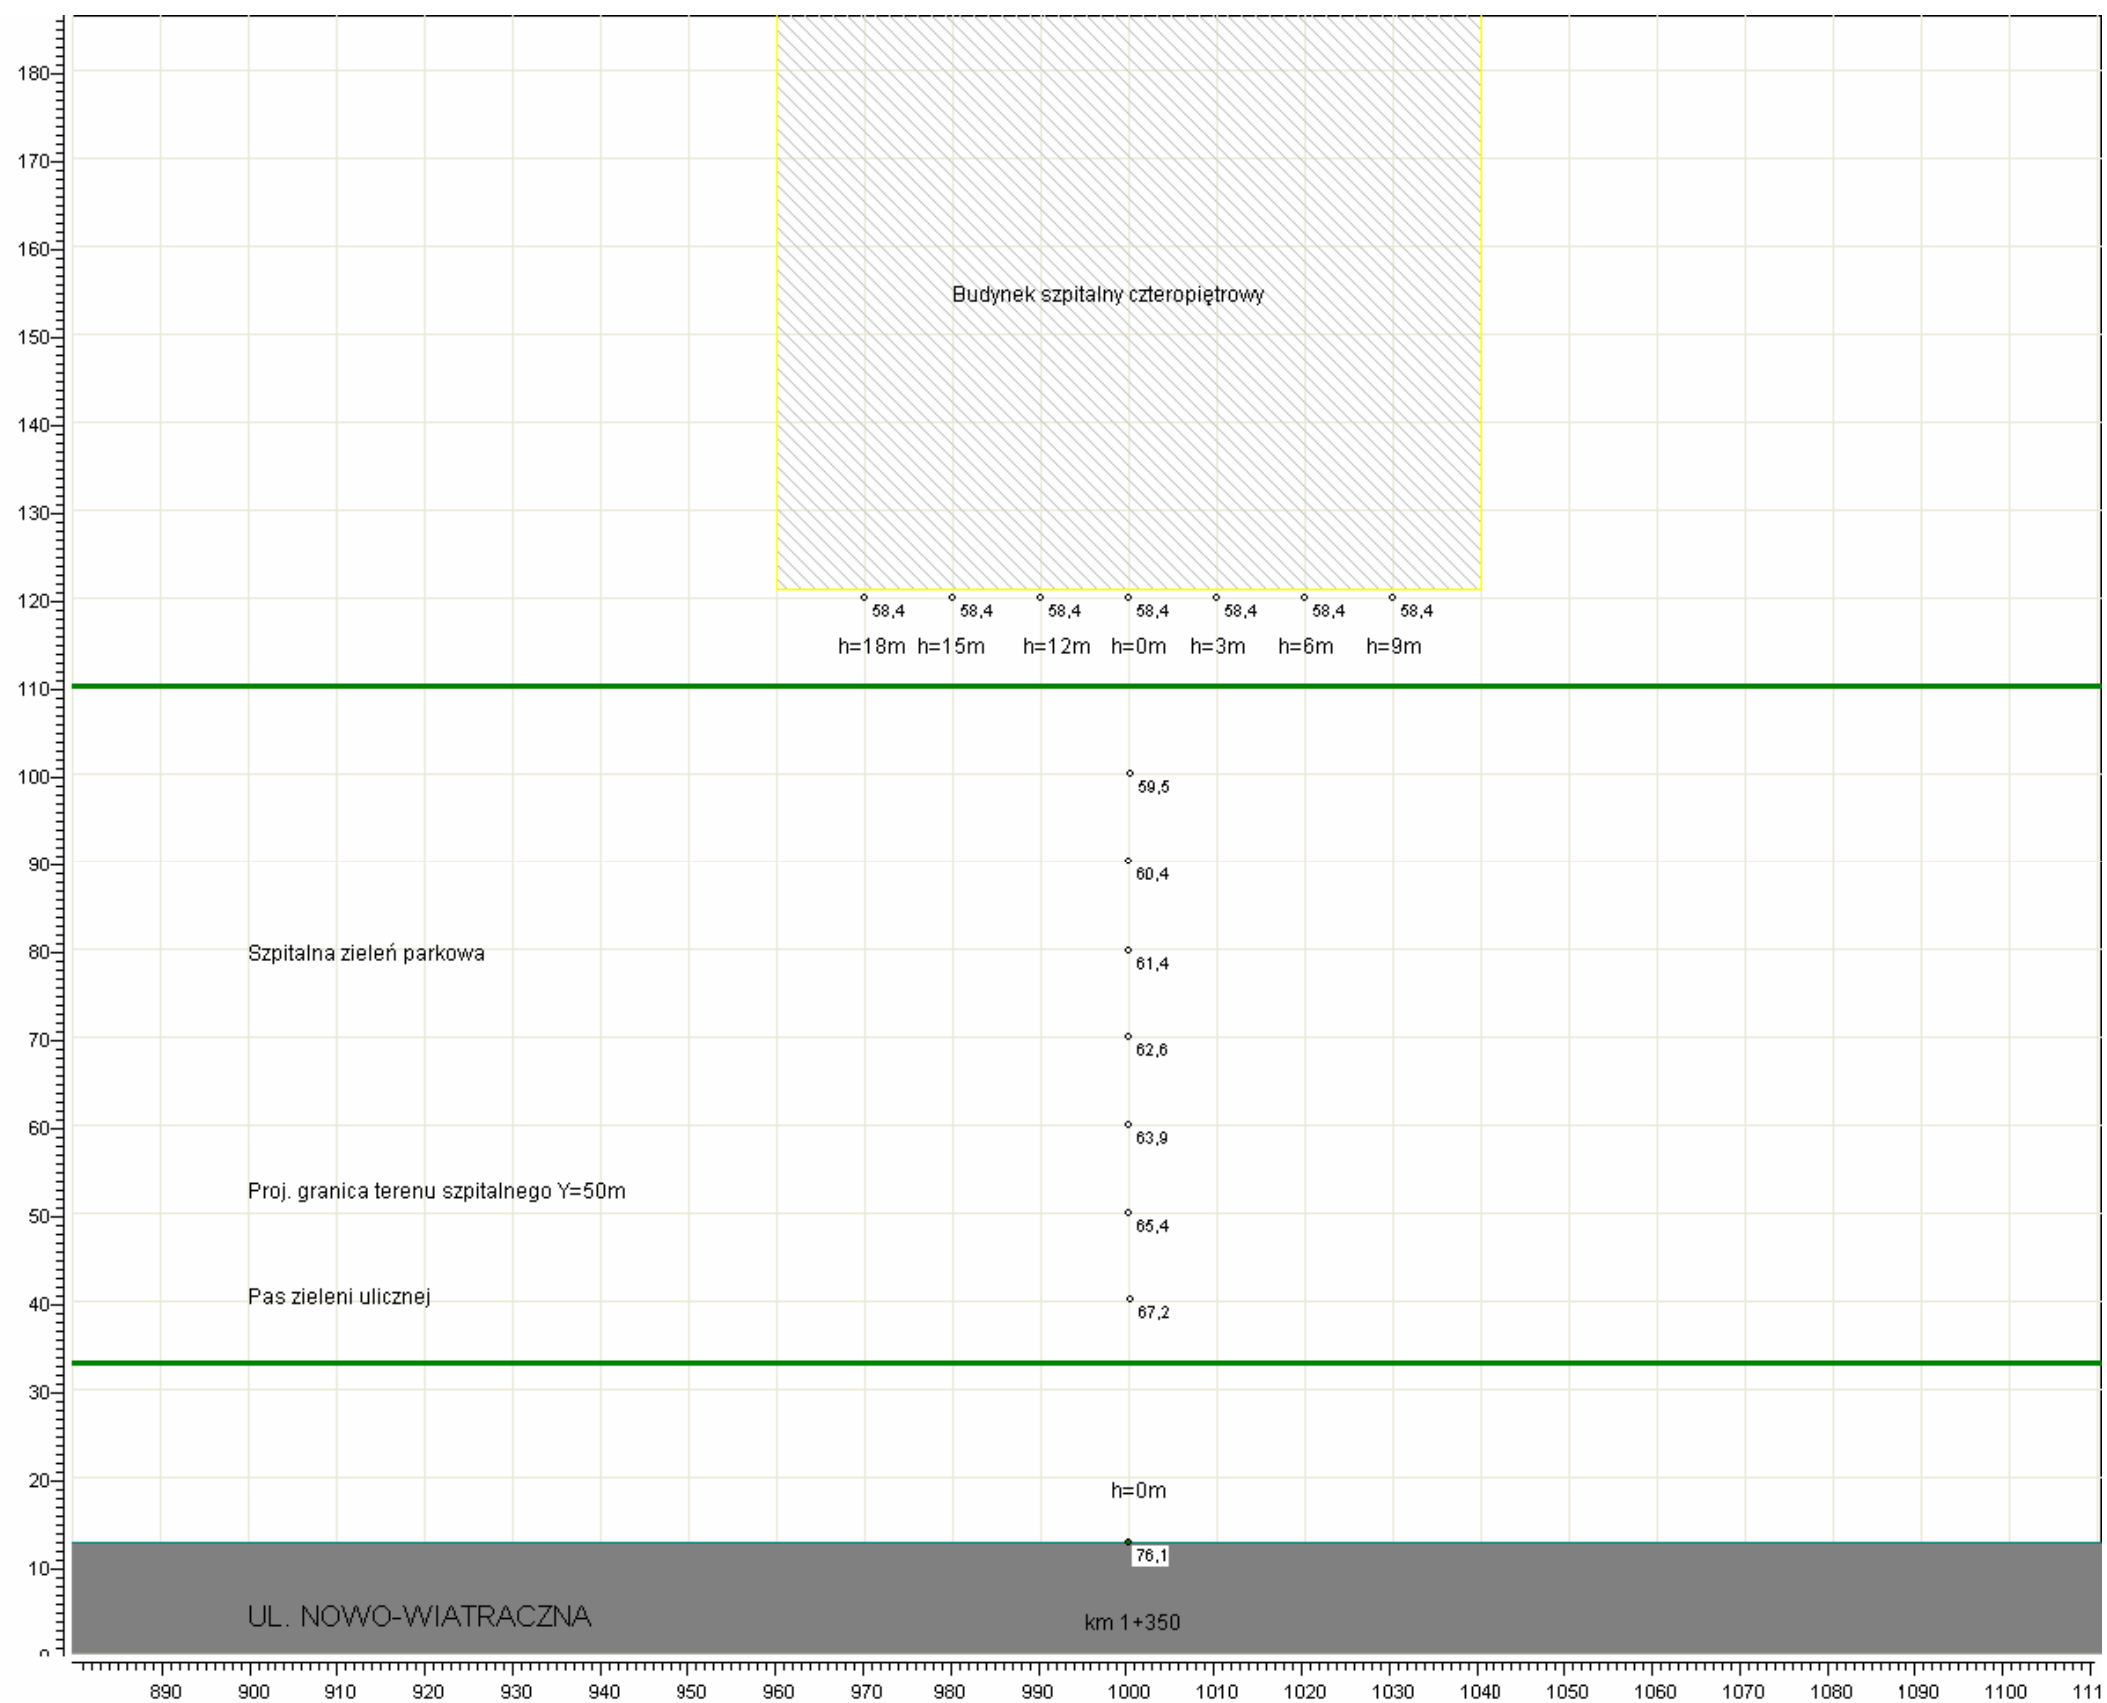 180
170
160
Budynek szpitalny czteropiętrowy
150
140
130
120
58,4 58,4 58,4 58,4 58,4 58,4 58,4
h=18m h=15m h=12m h=0m h=3m h=6m h=9m
110
100
59,5
90
60,4
80
Szpitalna zieleń parkowa
61,4
70
62,6
60
63,9
Proj. granica terenu szpitalnego Y=50m
50
65,4
Pas zieleni ulicznej
40
67,2
30
20
h=0m
76,1
10
UL. NOWO-WIATRACZNA
km 1+350
0
890 900 910 920 930 940 950 960 970 980 990 1000 1010 1020 1030 1040 1050 1060 1070 1080 1090 1100 111